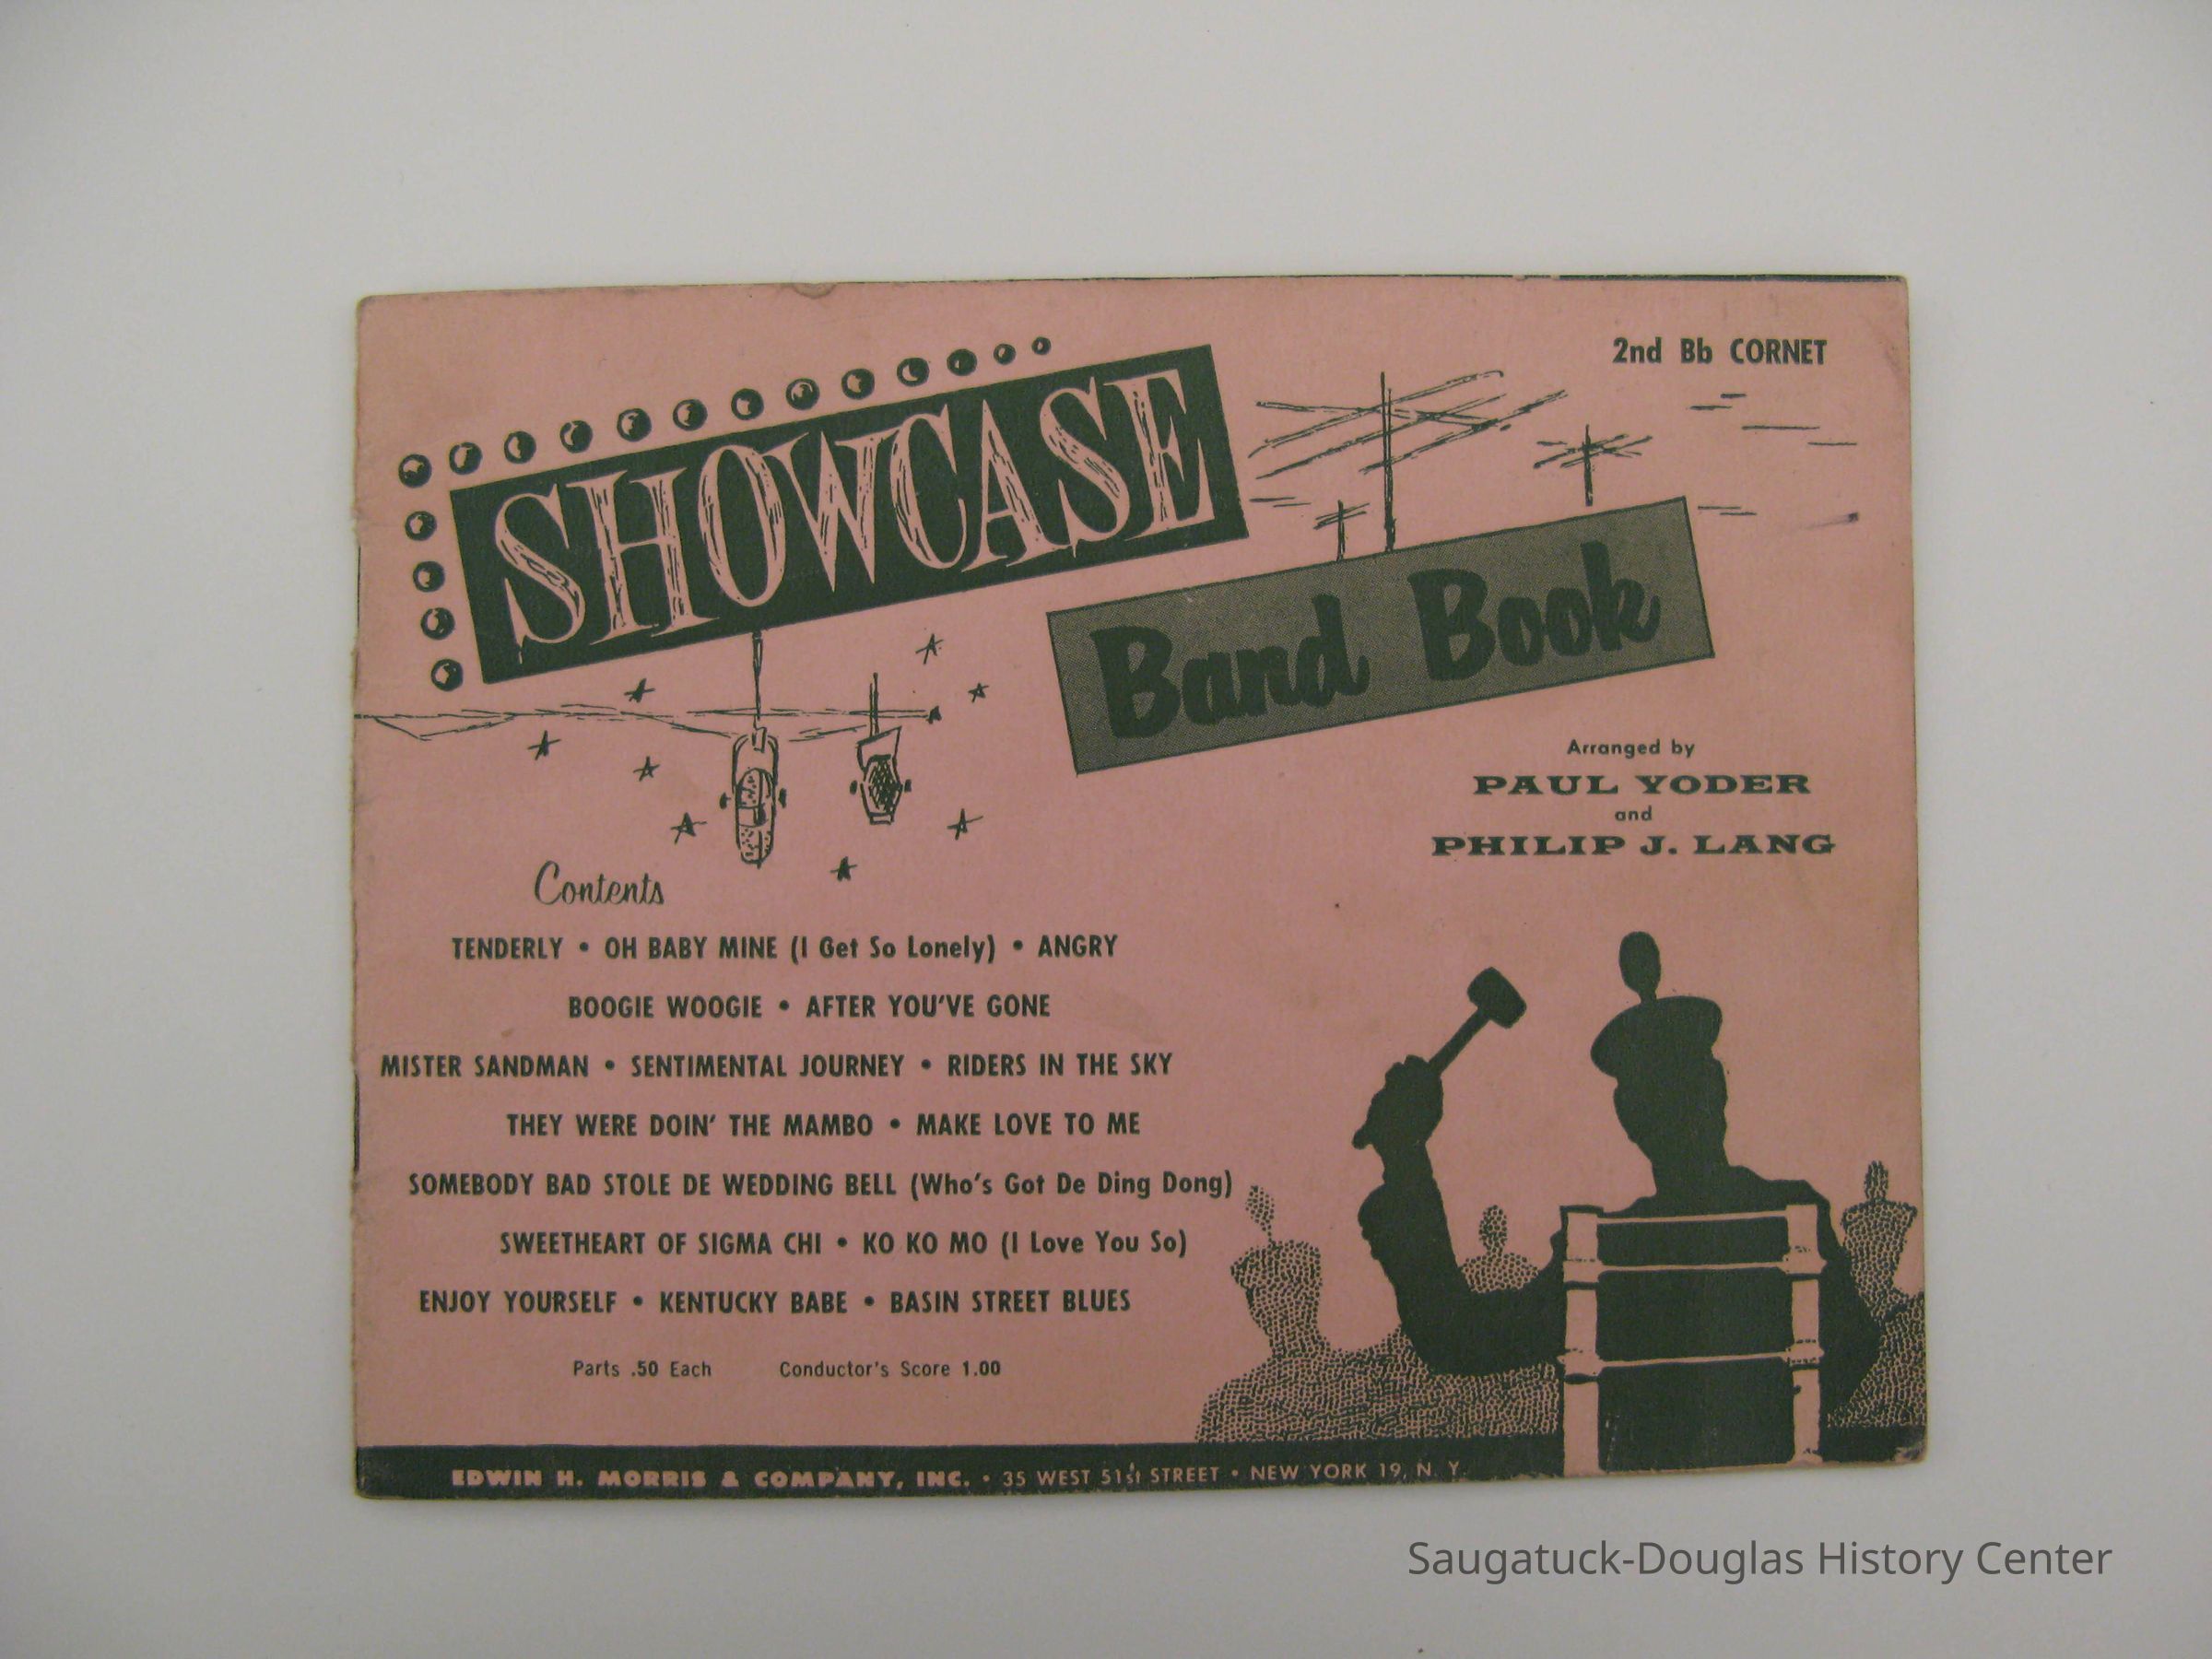 2nd Bb CORNET
SHOWCASE
Band Book
Arranged by
PAUL YODER
and
PHILIP J. LANG
Contents
TENDERLY • OH BABY MINE (I Get So Lonely) • ANGRY
BOOGIE WOOGIE • AFTER YOU'VE GONE
MISTER SANDMAN • SENTIMENTAL JOURNEY • RIDERS IN THE SKY
THEY WERE DOIN' THE MAMBO • MAKE LOVE TO ME
SOMEBODY BAD STOLE DE WEDDING BELL (Who's Got De Ding Dong)
SWEETHEART OF SIGMA CHI • KO KO MO (I Love You So)
ENJOY YOURSELF • KENTUCKY BABE • BASIN STREET BLUES
Parts .50 Each Conductor's Score 1.00
EDWIN H. MORRIS & COMPANY, INC. • 35 WEST 51st STREET • NEW YORK 19, N. Y.
Saugatuck-Douglas History Center